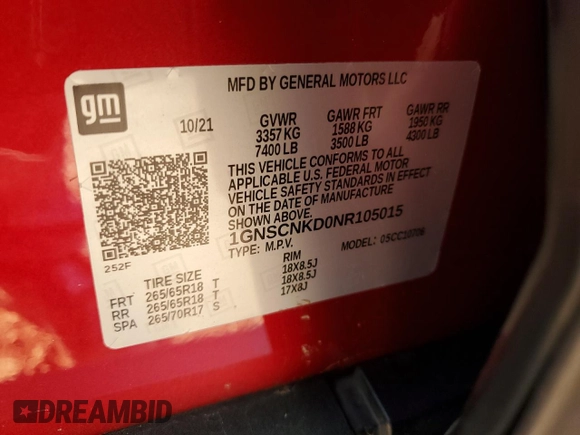 gm
MFD BY GENERAL MOTORS LLC
10/21
GVWR GAWR FRT GAWR RR
3357 KG 1588 KG 1950 KG
7400 LB 3500 LB 4300 LB
THIS VEHICLE CONFORMS TO ALL
APPLICABLE U.S. FEDERAL MOTOR
VEHICLE SAFETY STANDARDS IN EFFECT
ON THE DATE OF MANUFACTURE
SHOWN ABOVE.
1GNSCNKD0NR105015
TYPE: M.P.V. MODEL: 05CC10706
252F
TIRE SIZE RIM
FRT 265/65R18 T 18X8.5J
RR 265/65R18 T 18X8.5J
SPA 265/70R17 S 17X8J
DREAMBID